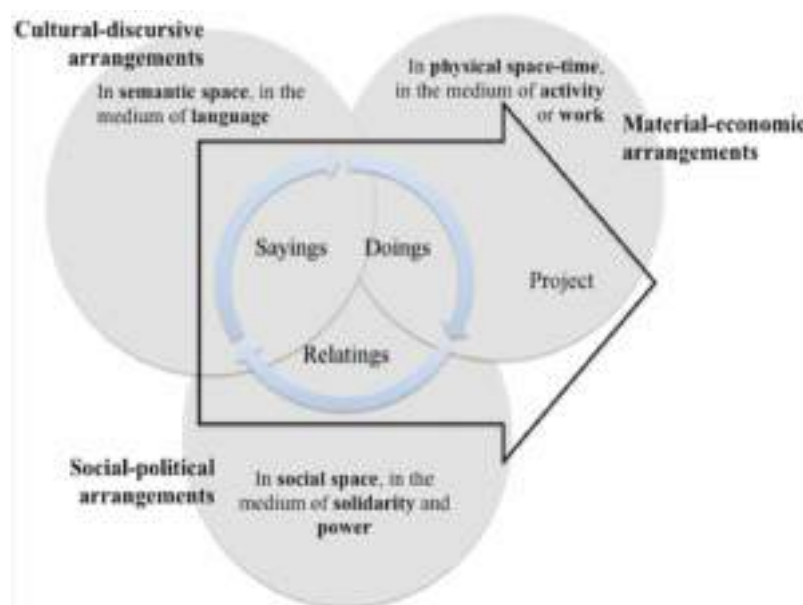 Cultural-discursive
arrangements
In semantic space, in the
medium of language
In physical space-time,
in the medium of activity
or work
Material-economic
arrangements
Sayings
Doings
Project
Relatings
Social-political
arrangements
In social space, in the
medium of solidarity and
power